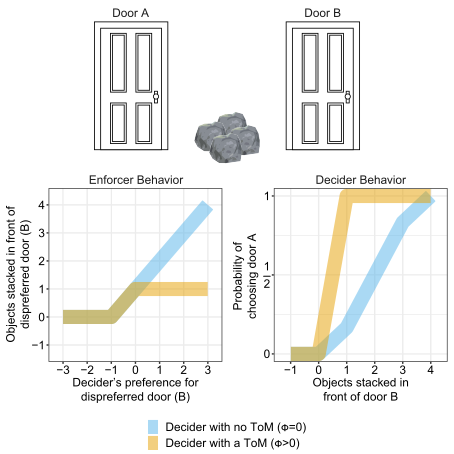 Door A
Door B
Enforcer Behavior
Objects stacked in front of
dispreferred door (B)
4
3
2
1
0
−1
−3
−2
−1
0
1
2
3
Decider's preference for
dispreferred door (B)
Decider Behavior
Probability of
choosing door A
1
1
2
0
−1
0
1
2
3
4
Objects stacked in
front of door B
Decider with no ToM (Φ=0)
Decider with a ToM (Φ>0)